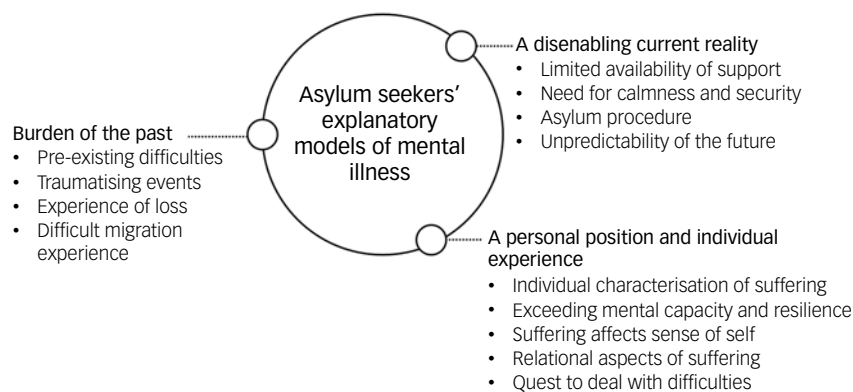 Asylum seekers'
explanatory
models of mental
illness
Burden of the past
• Pre-existing difficulties
• Traumatising events
• Experience of loss
• Difficult migration
experience
A disenabling current reality
• Limited availability of support
• Need for calmness and security
• Asylum procedure
• Unpredictability of the future
A personal position and individual
experience
• Individual characterisation of suffering
• Exceeding mental capacity and resilience
• Suffering affects sense of self
• Relational aspects of suffering
• Quest to deal with difficulties